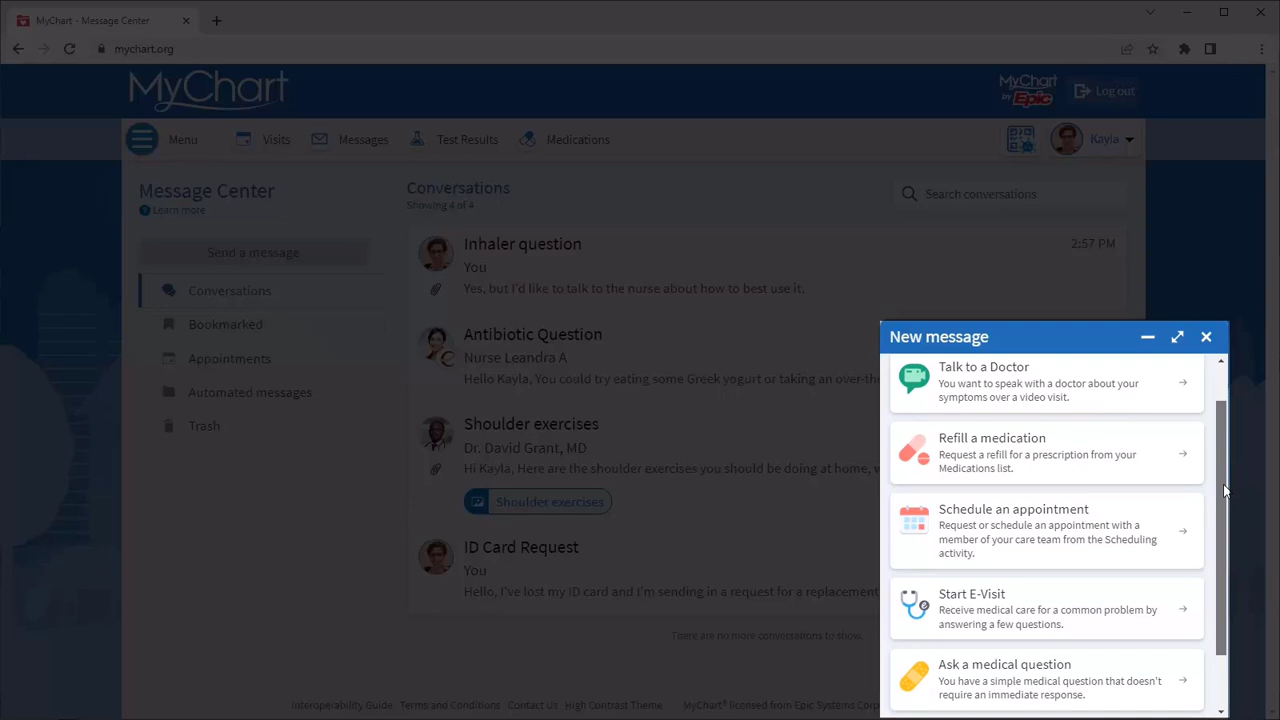 MyChart - Message Center
mychart.org
MyChart
MyChart
by Epic
Log out
Menu
Visits
Messages
Test Results
Medications
Kayla
Message Center
Learn more
Send a message
Conversations
Bookmarked
Appointments
Automated messages
Trash
Conversations
Showing 4 of 4
Search conversations
Inhaler question
2:57 PM
You
Yes, but I'd like to talk to the nurse about how to best use it.
Antibiotic Question
Nurse Leandra A
Hello Kayla, You could try eating some Greek yogurt or taking an over-the-
Shoulder exercises
Dr. David Grant, MD
Hi Kayla, Here are the shoulder exercises you should be doing at home, w
Shoulder exercises
ID Card Request
You
Hello, I've lost my ID card and I'm sending in a request for a replacement
There are no more conversations to show.
Interoperability Guide
Terms and Conditions
Contact Us
High Contrast Theme
MyChart® licensed from Epic Systems Corp
New message
Talk to a Doctor
You want to speak with a doctor about your
symptoms over a video visit.
Refill a medication
Request a refill for a prescription from your
Medications list.
Schedule an appointment
Request or schedule an appointment with a
member of your care team from the Scheduling
activity.
Start E-Visit
Receive medical care for a common problem by
answering a few questions.
Ask a medical question
You have a simple medical question that doesn't
require an immediate response.